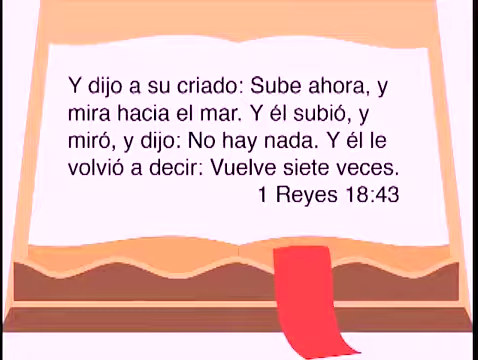 Y dijo a su criado: Sube ahora, y
mira hacia el mar. Y él subió, y
miró, y dijo: No hay nada. Y él le
volvió a decir: Vuelve siete veces.
1 Reyes 18:43